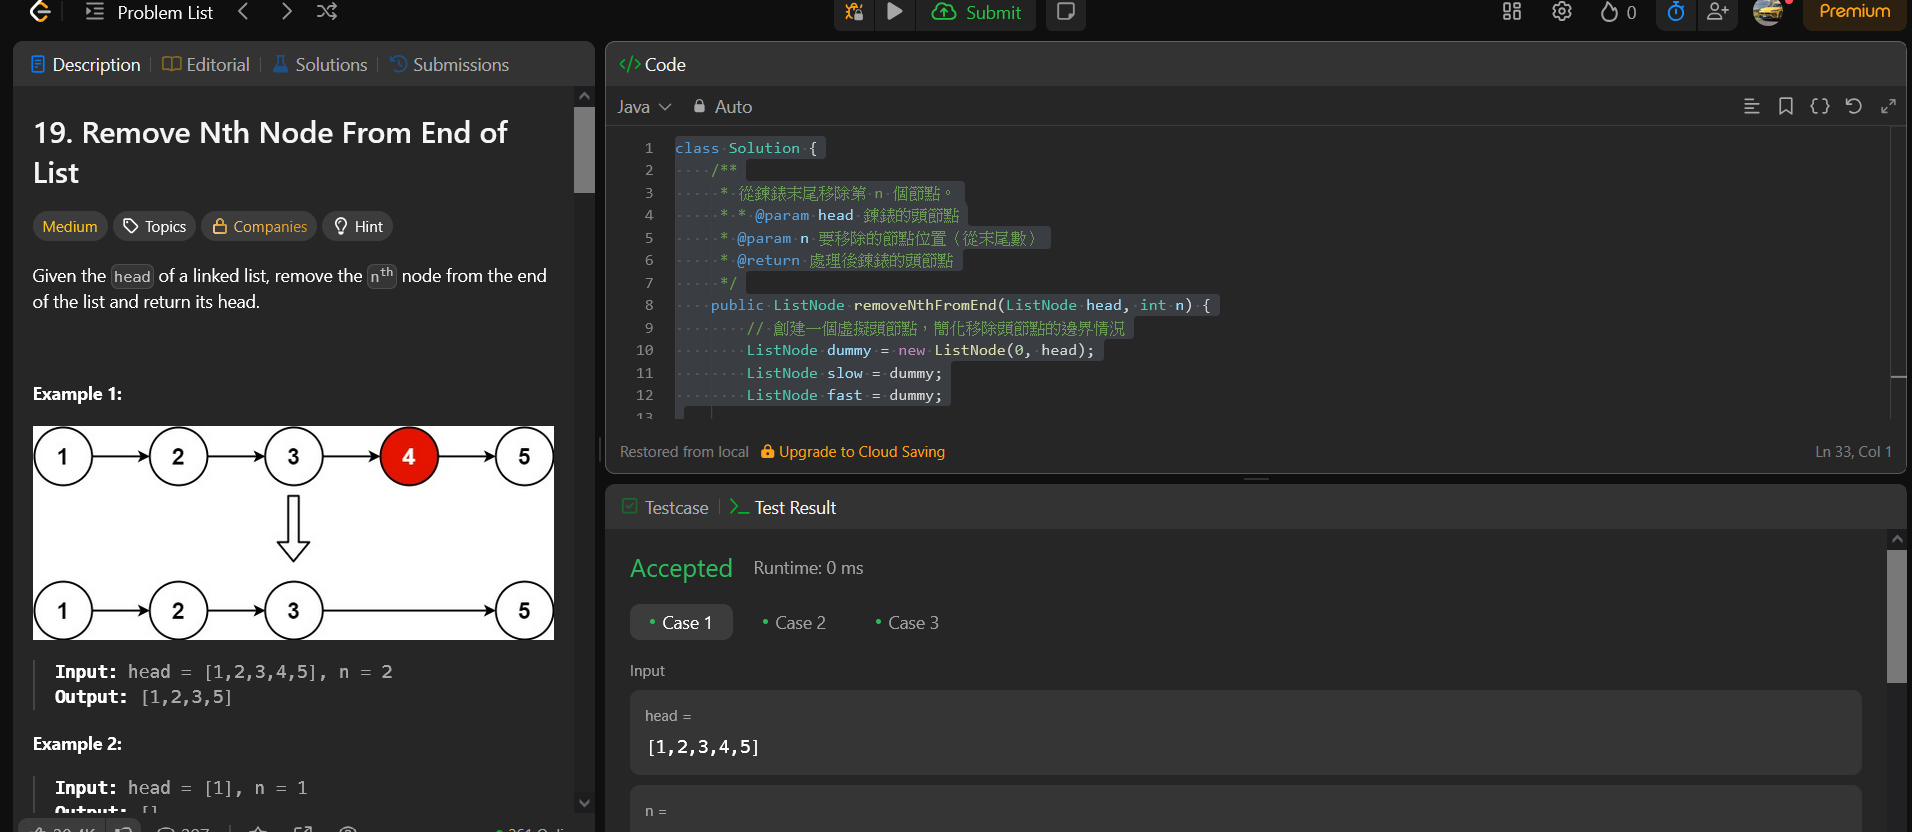 Problem List
Submit
0
Premium
Description
Editorial
Solutions
Submissions
19. Remove Nth Node From End of
List
Medium
Topics
Companies
Hint
Given the head of a linked list, remove the nth node from the end
of the list and return its head.
Example 1:
1 2 3 4 5
1 2 3 5
Input: head = [1,2,3,4,5], n = 2
Output: [1,2,3,5]
Example 2:
Input: head = [1], n = 1
Output: []
Code
Java
Auto
1 class Solution {
2 /**
3 * 從鍊錶末尾移除第 n 個節點。
4 * * @param head 鍊錶的頭節點
5 * @param n 要移除的節點位置（從末尾數）
6 * @return 處理後鍊錶的頭節點
7 */
8 public ListNode removeNthFromEnd(ListNode head, int n) {
9 // 創建一個虛擬頭節點，簡化移除頭節點的邊界情況
10 ListNode dummy = new ListNode(0, head);
11 ListNode slow = dummy;
12 ListNode fast = dummy;
13
Restored from local
Upgrade to Cloud Saving
Ln 33, Col 1
Testcase
Test Result
Accepted
Runtime: 0 ms
Case 1
Case 2
Case 3
Input
head =
[1,2,3,4,5]
n =